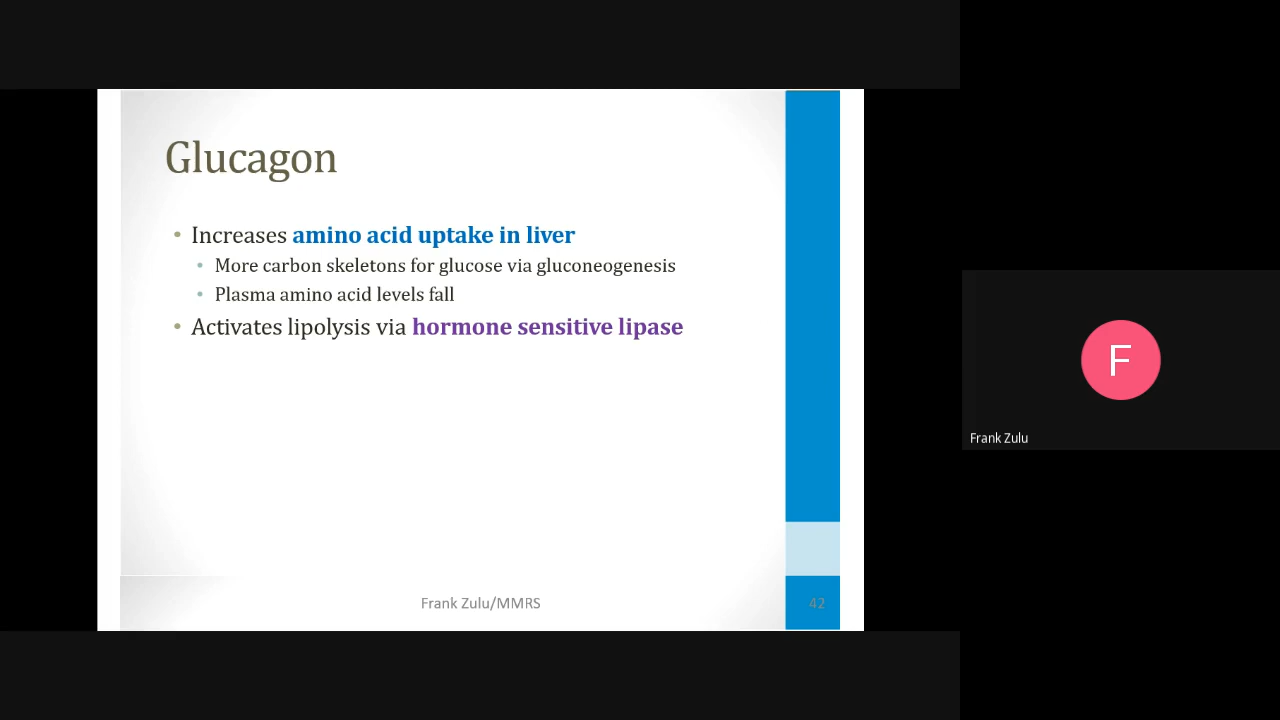 Glucagon
• Increases amino acid uptake in liver
• More carbon skeletons for glucose via gluconeogenesis
• Plasma amino acid levels fall
• Activates lipolysis via hormone sensitive lipase
Frank Zulu/MMRS
42
F
Frank Zulu